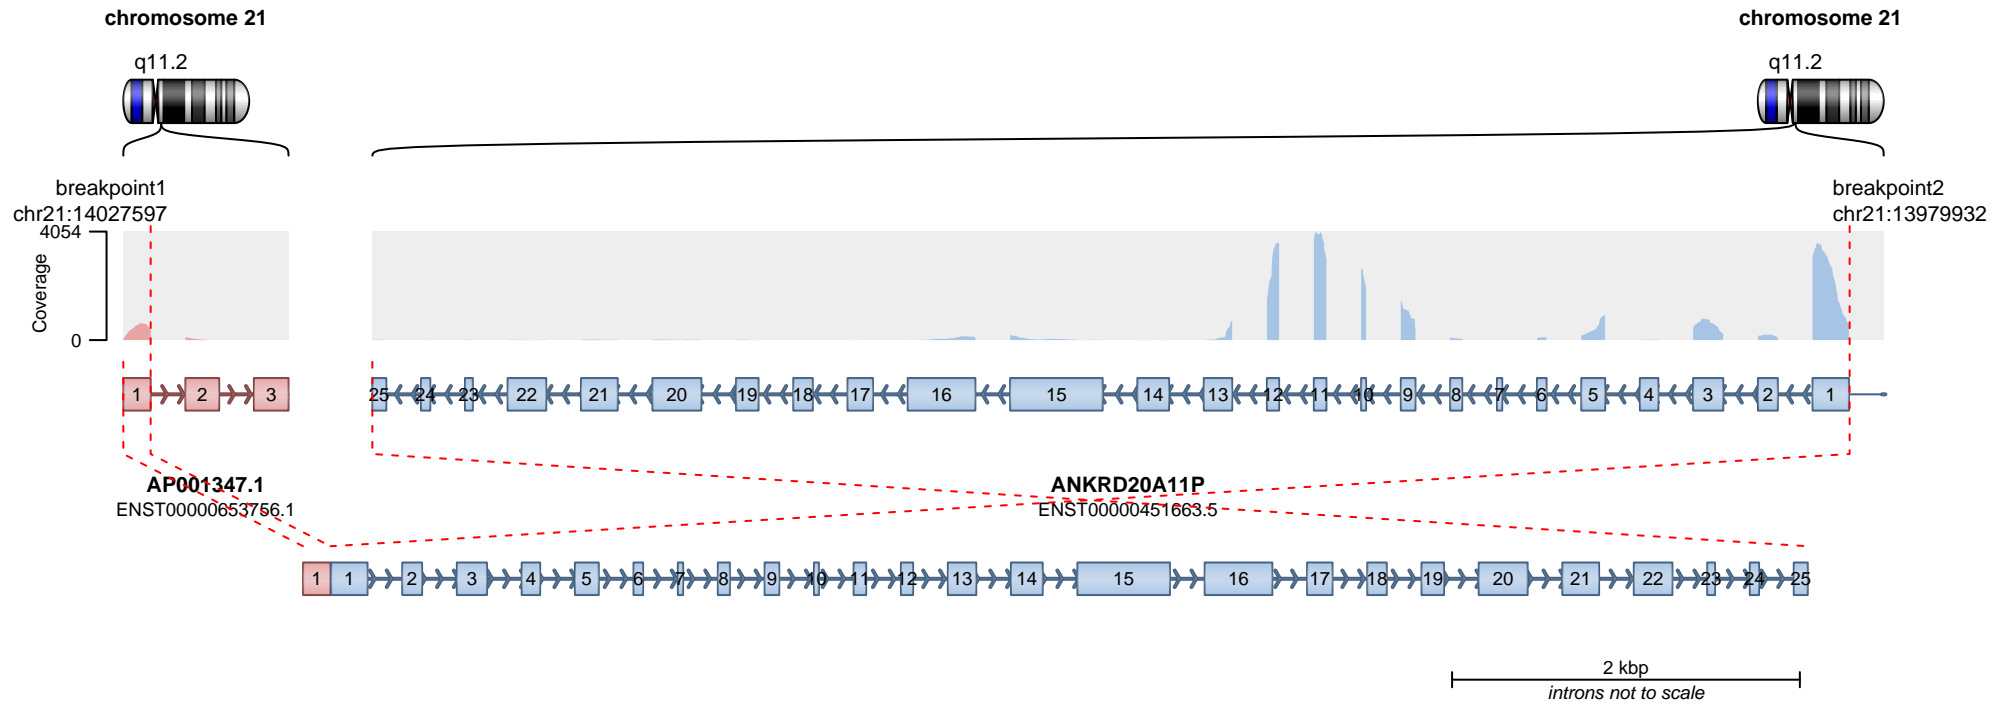 chromosome 21
chromosome 21
q11.2
q11.2
breakpoint1
chr21:14027597
breakpoint2
chr21:13979932
4054
Coverage
0
1 2 3
25 24 23 22 21 20 19 18 17 16 15 14 13 12 11 10 9 8 7 6 5 4 3 2 1
AP001347.1
ENST00000653756.1
ANKRD20A11P
ENST00000451663.5
1 1 2 3 4 5 6 7 8 9 10 11 12 13 14 15 16 17 18 19 20 21 22 23 24 25
2 kbp
introns not to scale